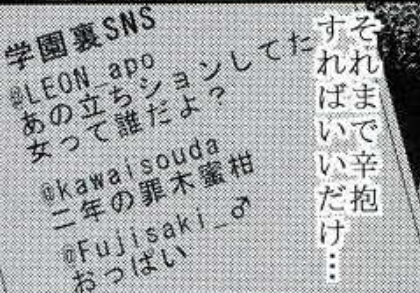 それまで辛抱
すればいいだけ…
学園裏SNS
@LEON_apo
あの立ちションしてた
女って誰だよ？
@kawaisouda
二年の罪木蜜柑
@Fujisaki_♂
おっぱい